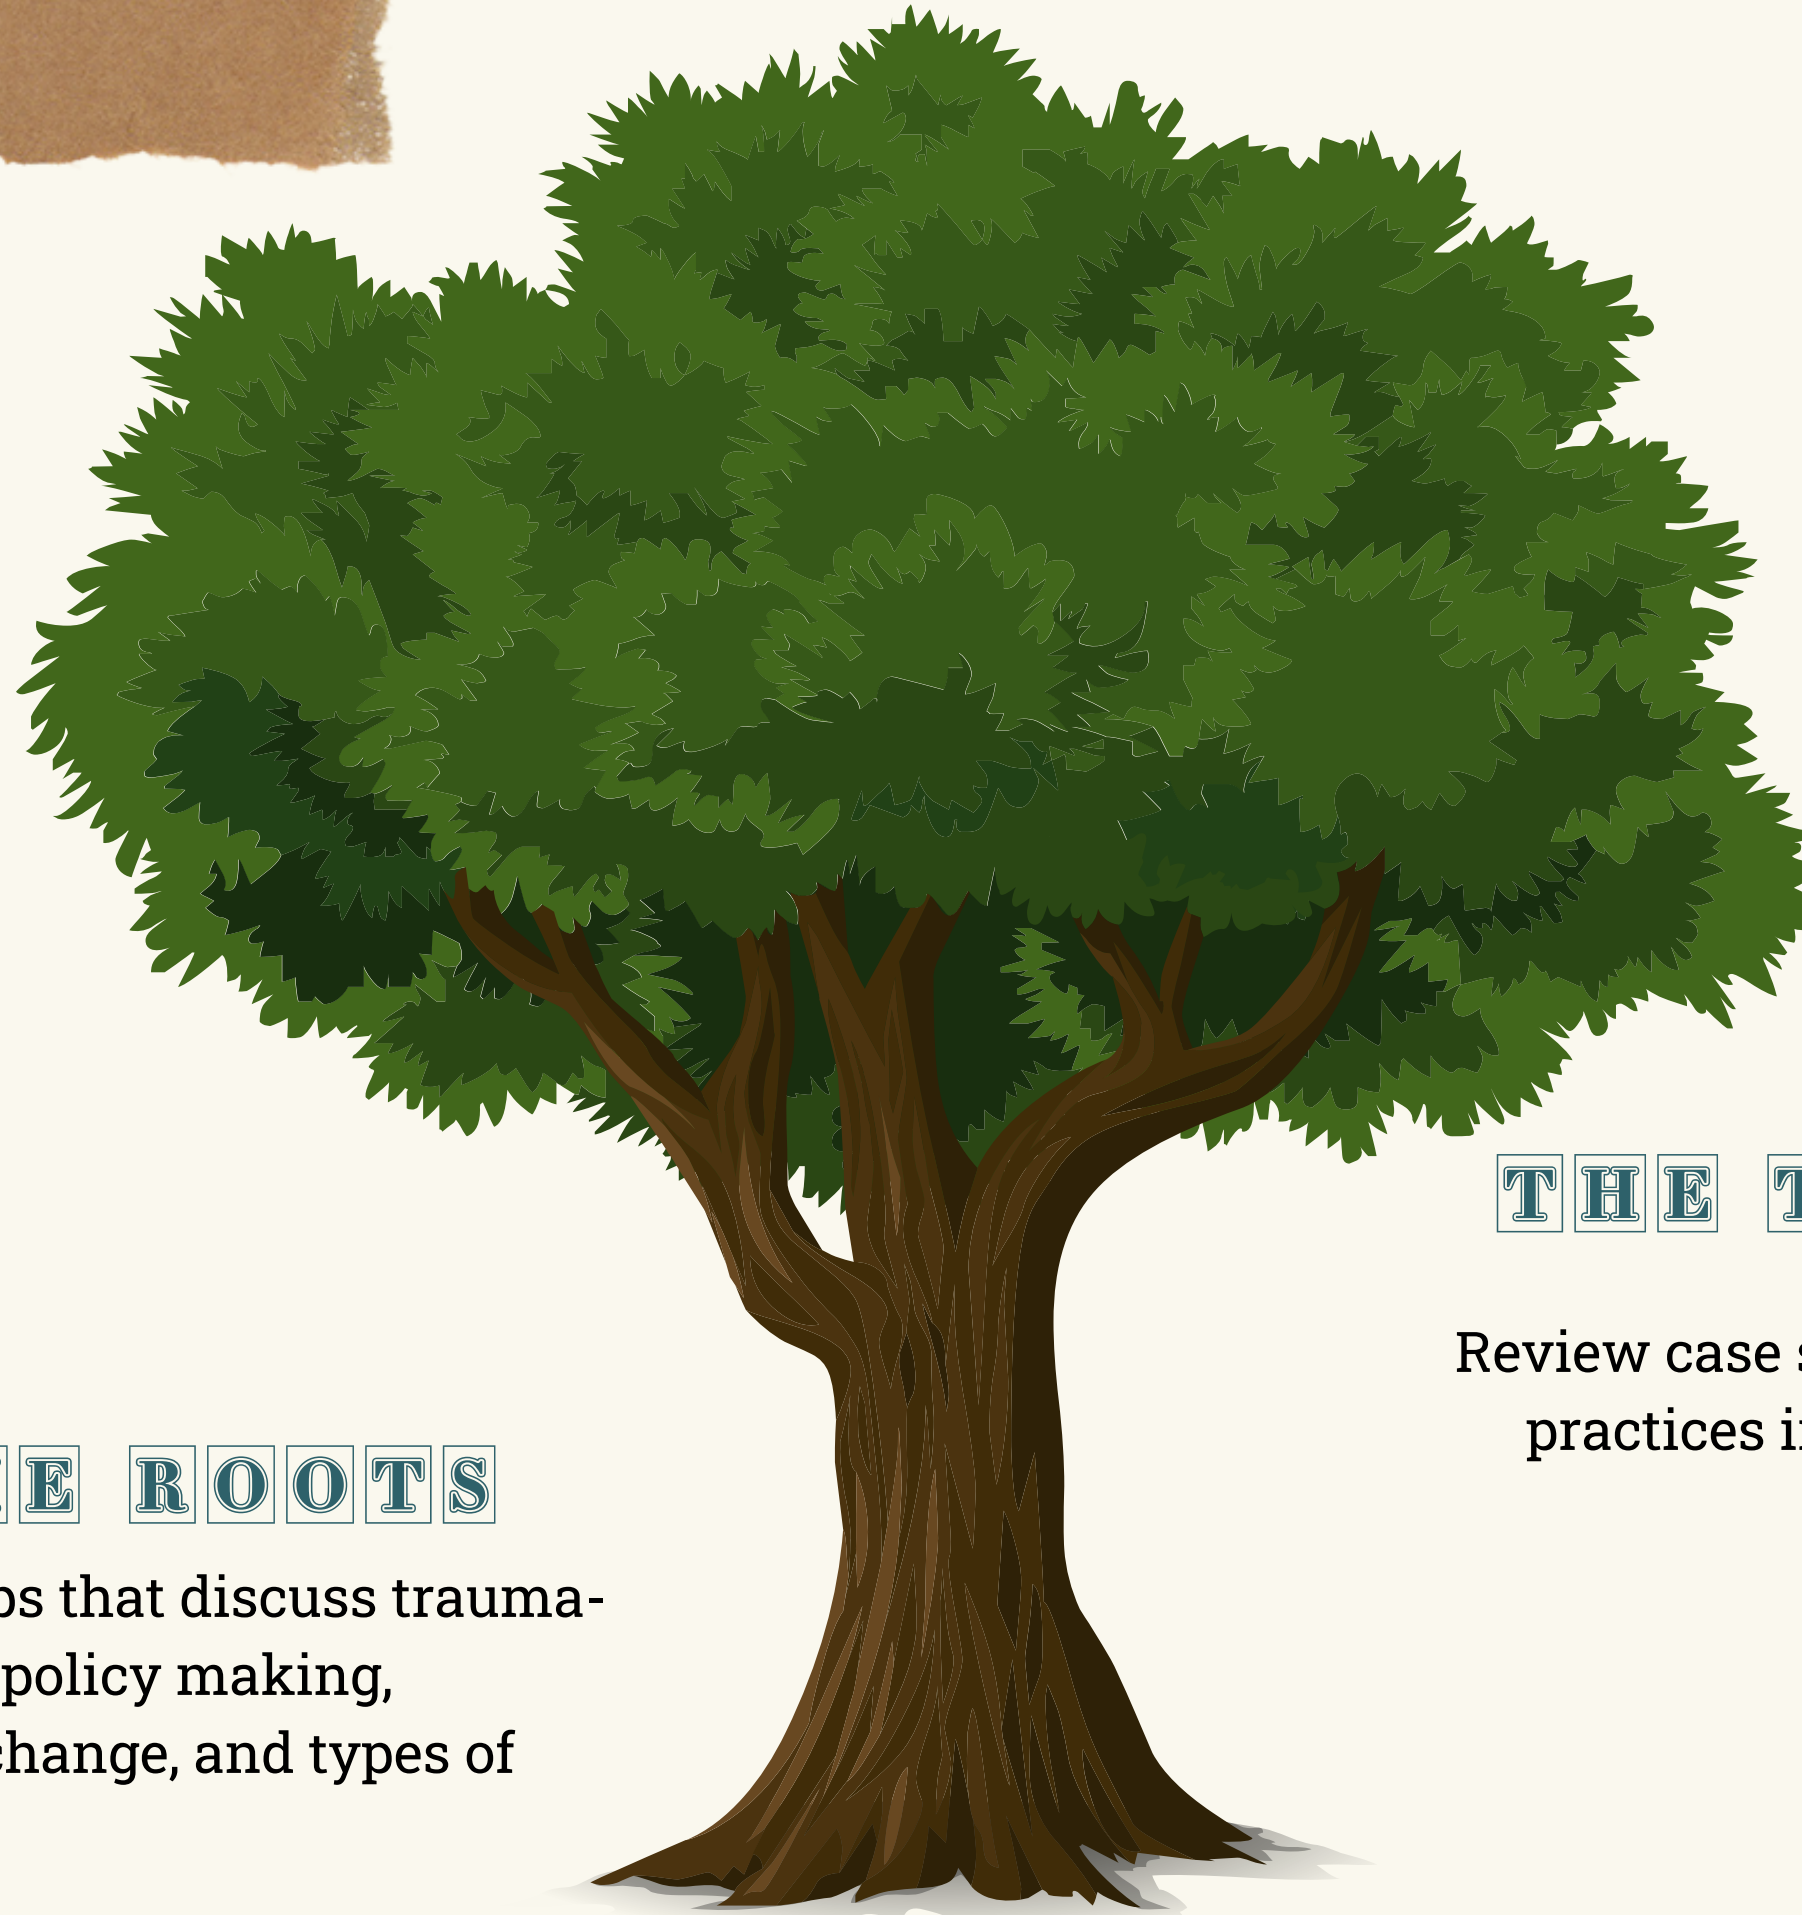 THE
Review case
practices
ROOTS
that discuss trauma-
policy making,
change, and types of